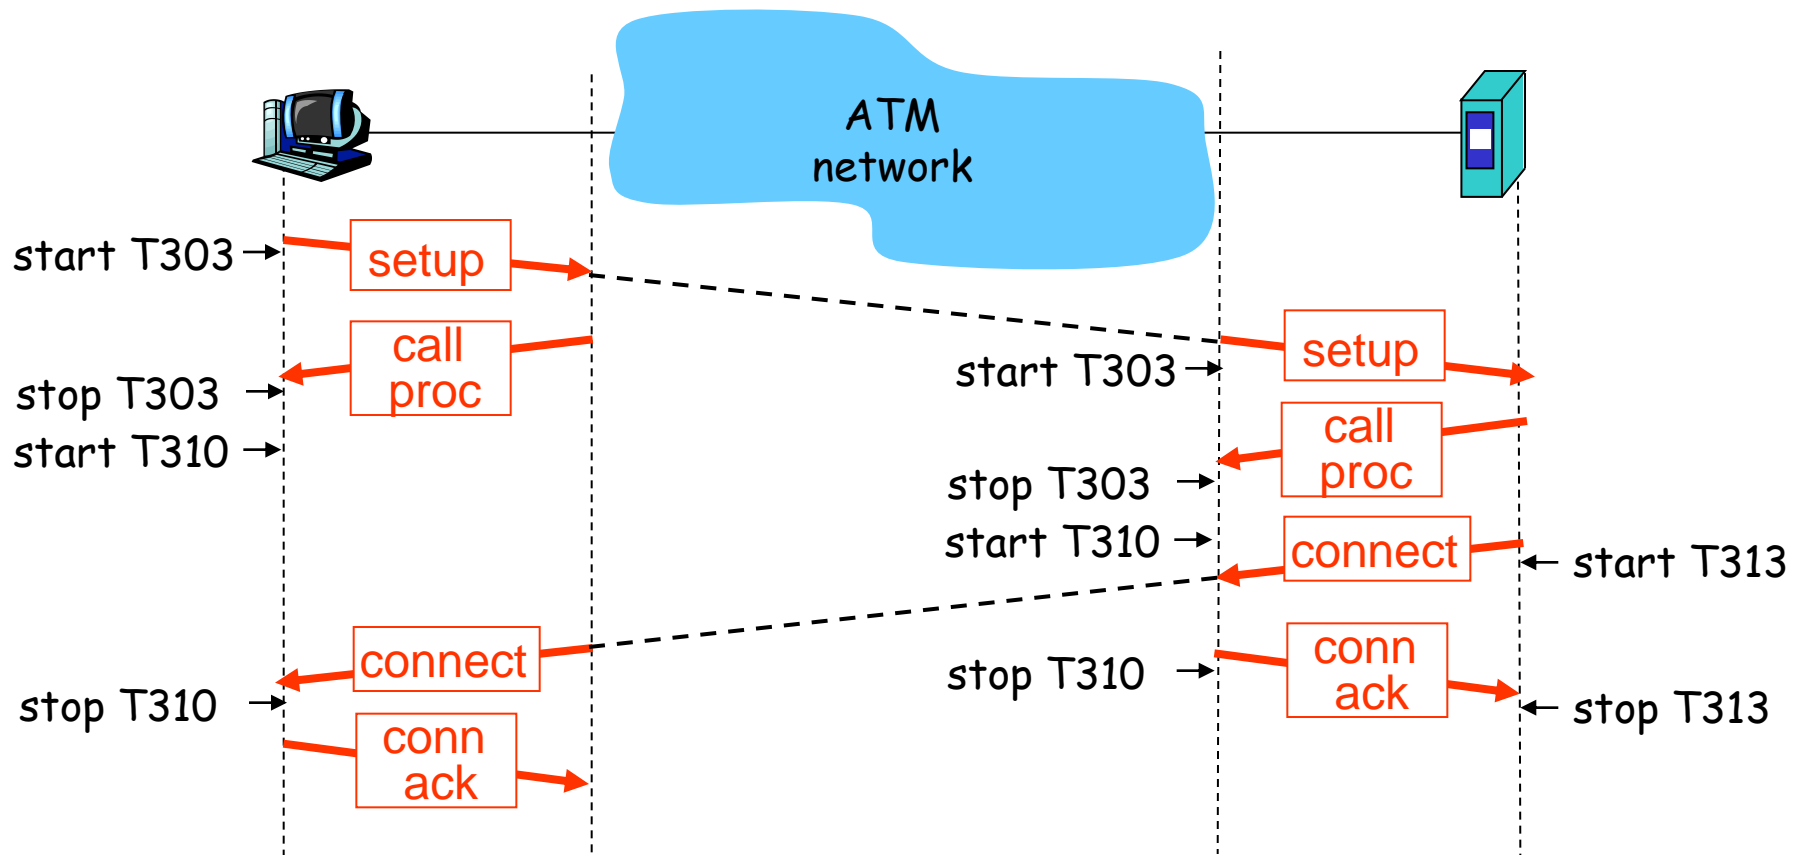 ATM
network
start T303
setup
call
proc
stop T303
start T310
start T303
setup
call
proc
stop T303
start T310
connect
start T313
connect
stop T310
conn
ack
stop T310
conn
ack
stop T313